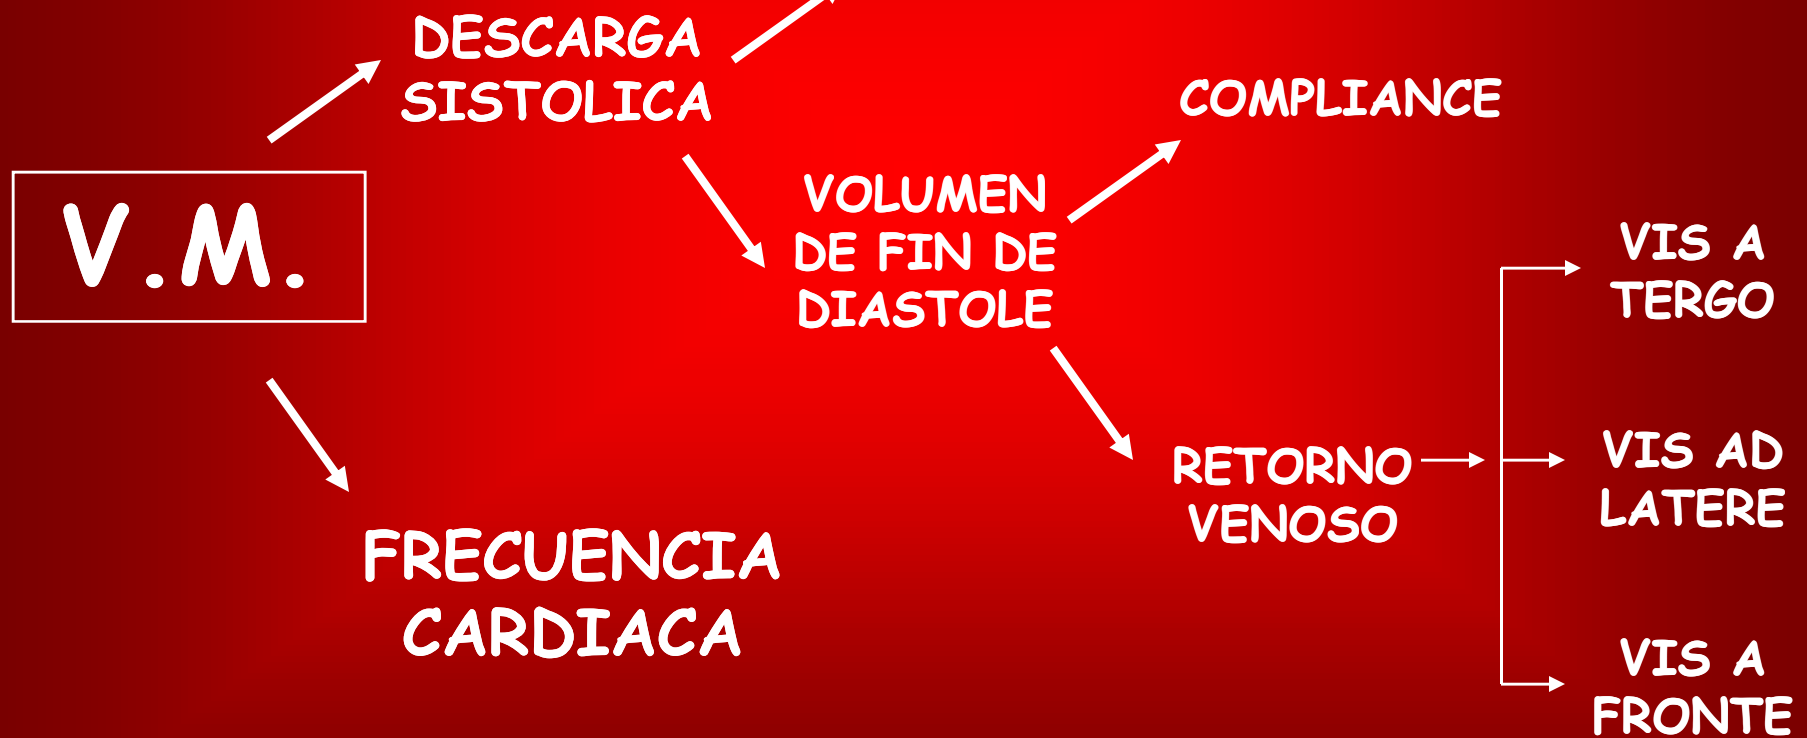 DESCARGA
SISTOLICA
COMPLIANCE
V.M.
VOLUMEN
DE FIN DE
DIASTOLE
VIS A
TERGO
RETORNO
VENOSO
VIS AD
LATERE
FRECUENCIA
CARDIACA
VIS A
FRONTE